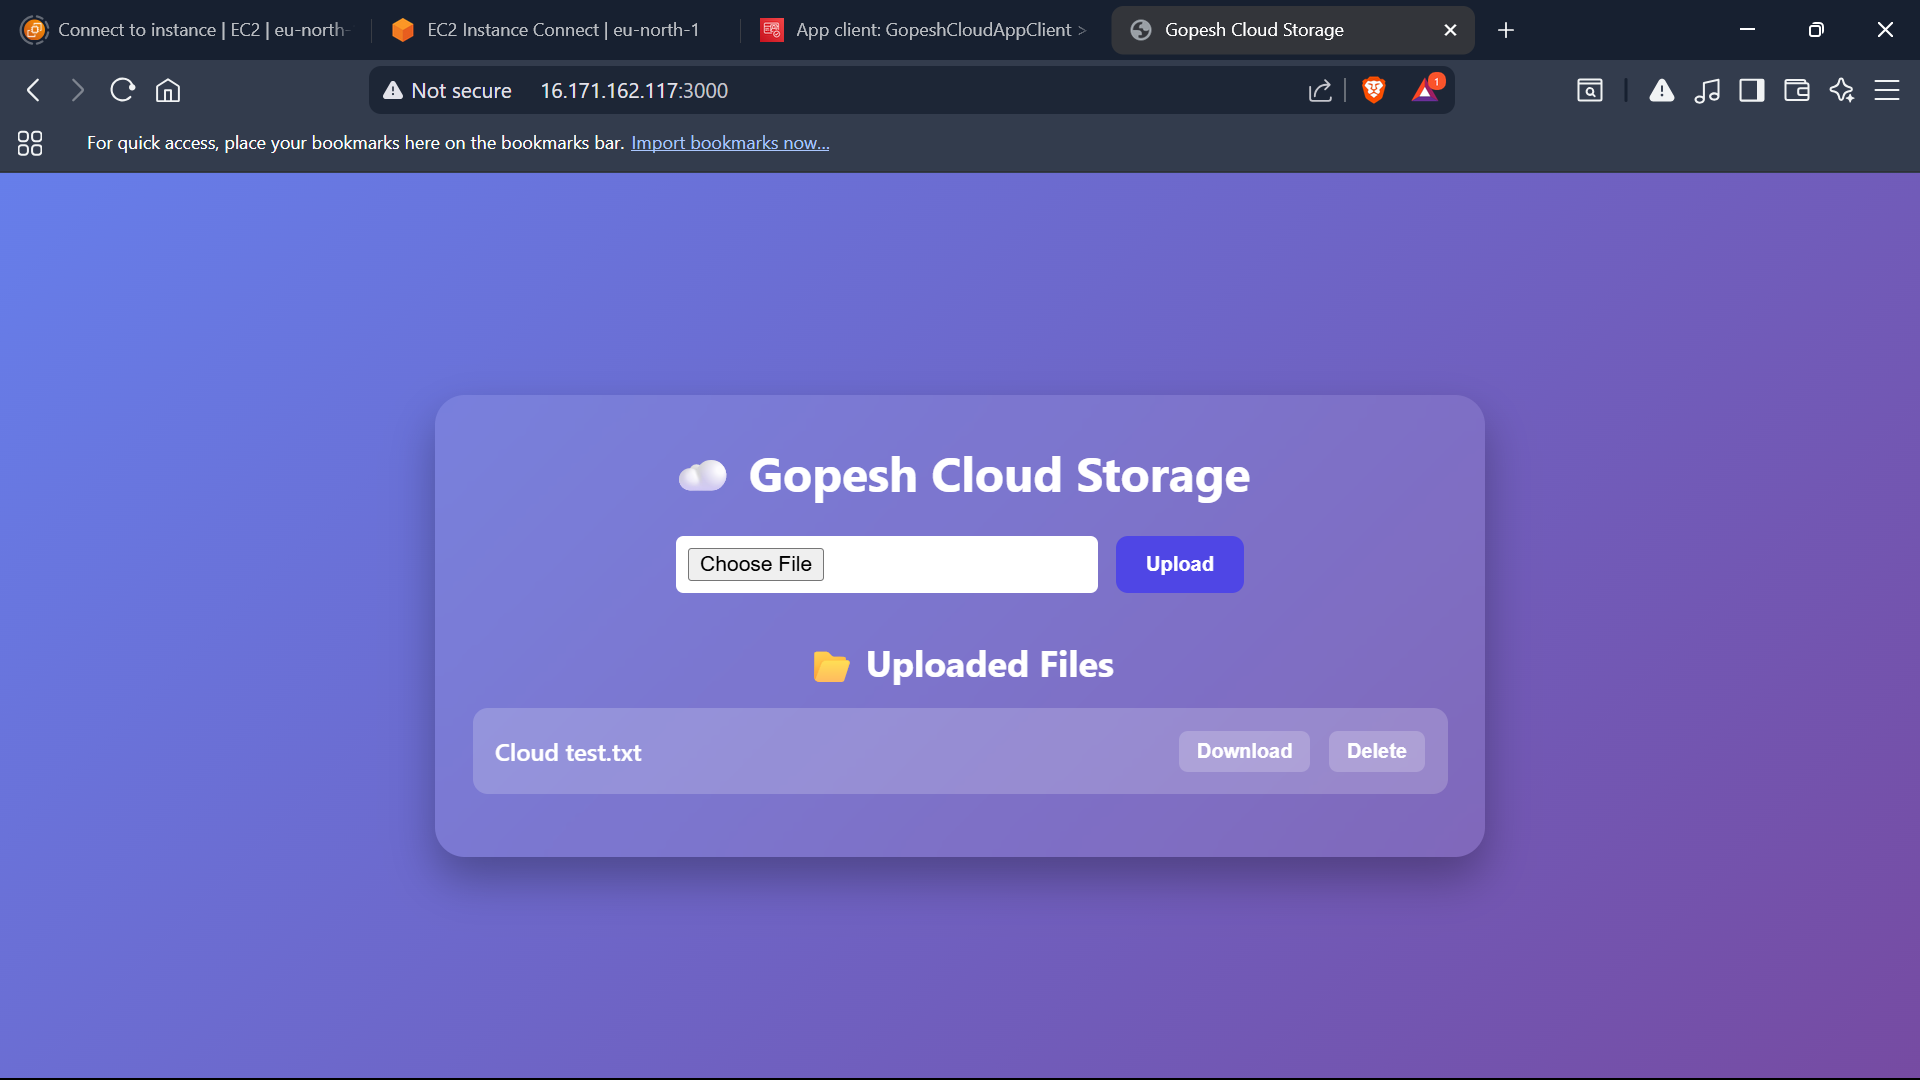 Connect to instance | EC2 | eu-north-
EC2 Instance Connect | eu-north-1
App client: GopeshCloudAppClient >
Gopesh Cloud Storage
Not secure 16.171.162.117:3000
1
For quick access, place your bookmarks here on the bookmarks bar. Import bookmarks now...
Gopesh Cloud Storage
Choose File
Upload
Uploaded Files
Cloud test.txt
Download
Delete